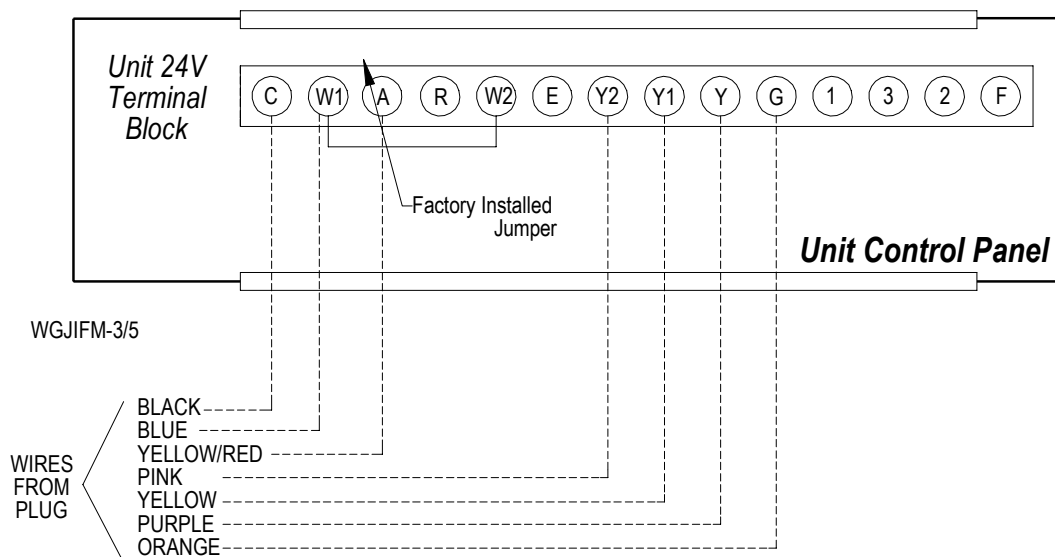 Unit 24V
Terminal
Block
C W1 A R W2 E Y2 Y1 Y G 1 3 2 F
Factory Installed
Jumper
Unit Control Panel
WGJIFM-3/5
WIRES
FROM
PLUG
BLACK
BLUE
YELLOW/RED
PINK
YELLOW
PURPLE
ORANGE